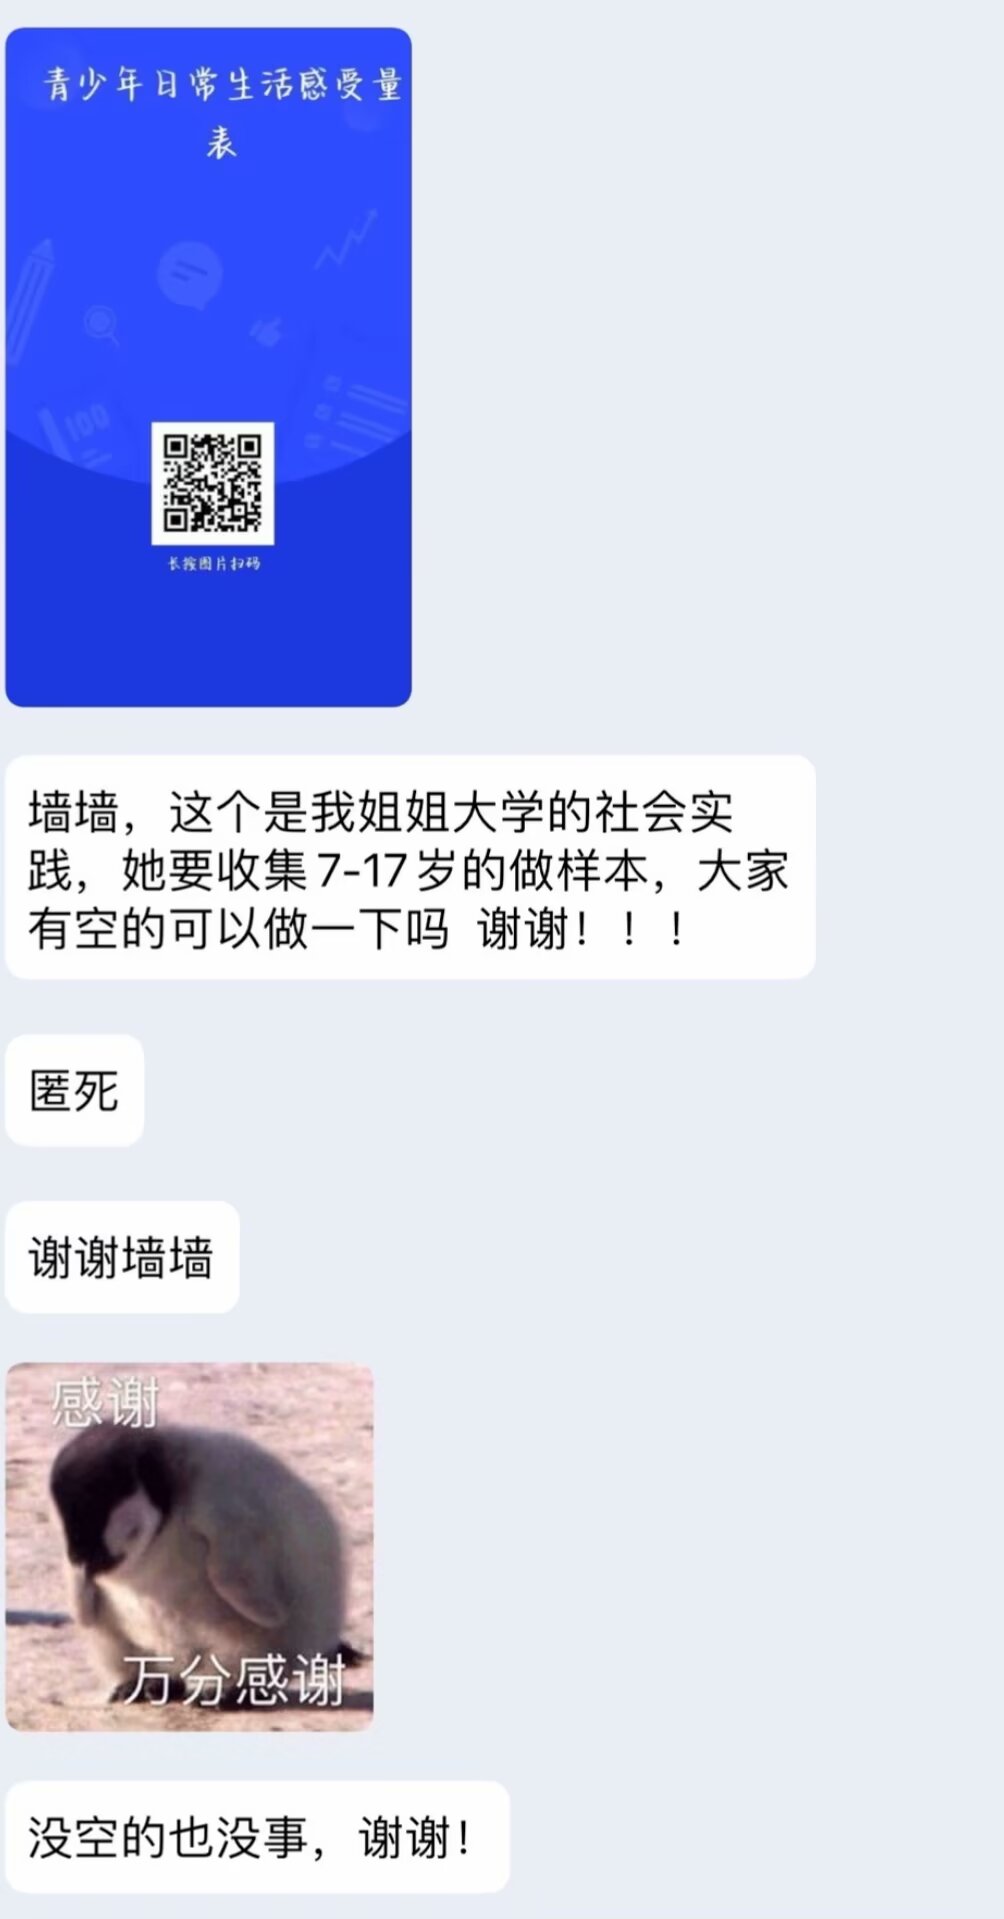 青少年日常生活感受量
表
100
长按图片扫码
墙墙，这个是我姐姐大学的社会实
践，她要收集7-17岁的做样本，大家
有空的可以做一下吗 谢谢！！！
匿死
谢谢墙墙
感谢
万分感谢
没空的也没事，谢谢！